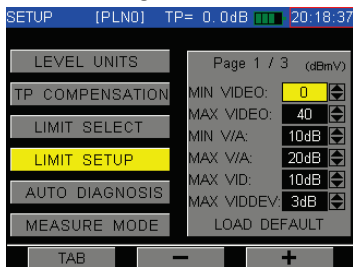 SETUP [PLN0] TP= 0.0dB 20:18:37
LEVEL UNITS
TP COMPENSATION
LIMIT SELECT
LIMIT SETUP
AUTO DIAGNOSIS
MEASURE MODE
Page 1 / 3 (dBmV)
MIN VIDEO: 0
MAX VIDEO: 40
MIN V/A: 10dB
MAX V/A: 20dB
MAX VID: 10dB
MAX VIDDEV: 3dB
LOAD DEFAULT
TAB − +